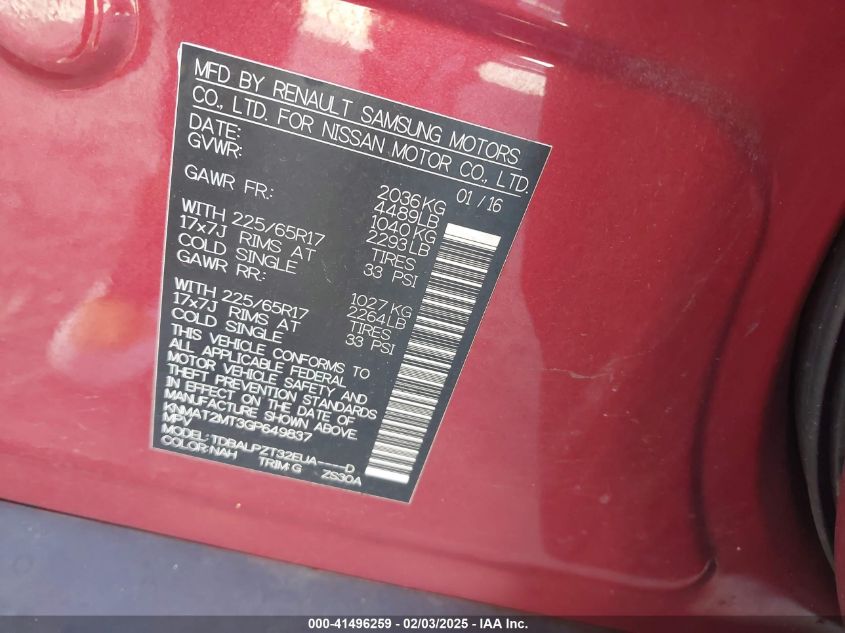 MFD BY RENAULT SAMSUNG MOTORS
CO., LTD. FOR NISSAN MOTOR CO., LTD.
DATE: 01 / 16
GVWR: 2036KG
4489LB
GAWR FR.: 1040KG
2293LB
WITH 225/65R17 TIRES
17x7J RIMS AT 33 PSI
COLD SINGLE
GAWR RR.: 1027KG
2264LB
WITH 225/65R17 TIRES
17x7J RIMS AT 33 PSI
COLD SINGLE
THIS VEHICLE CONFORMS TO
ALL APPLICABLE FEDERAL
MOTOR VEHICLE SAFETY AND
THEFT PREVENTION STANDARDS
IN EFFECT ON THE DATE OF
MANUFACTURE SHOWN ABOVE.
KNMAT2MT3GP649837
MPV
MODEL: TDBALPZT32EUA----D
COLOR:NAH TRIM:G ZS30A
000-41496259 - 02/03/2025 - IAA Inc.